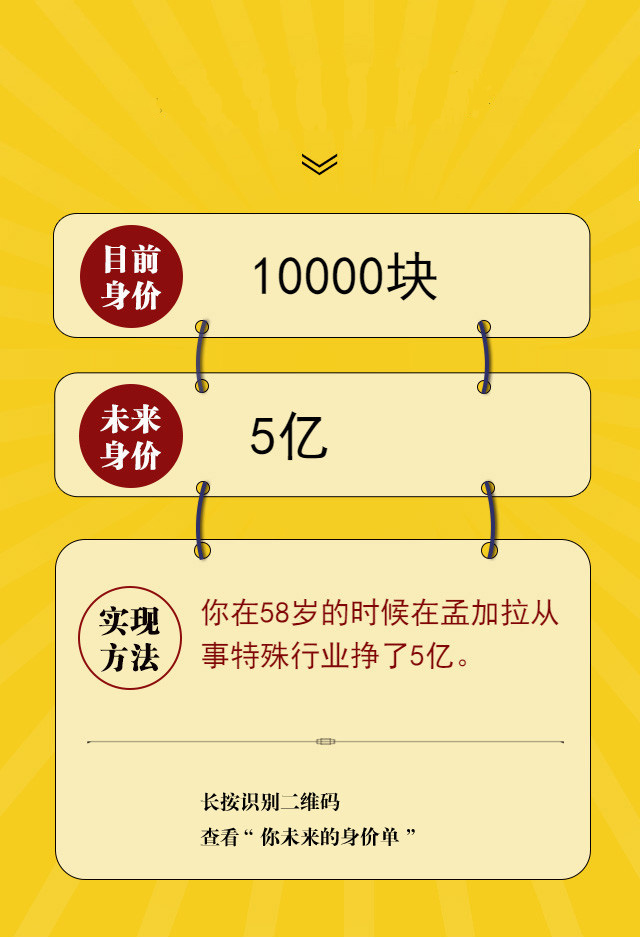 目前
身价
10000块
未来
身价
5亿
实现
方法
你在58岁的时候在孟加拉从
事特殊行业挣了5亿。
长按识别二维码
查看“你未来的身价单”